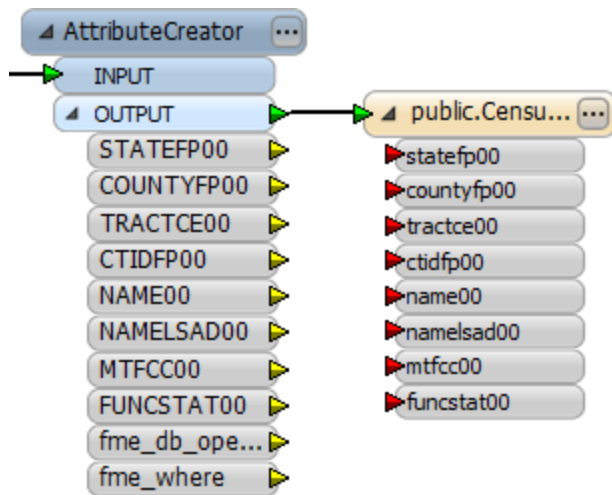 AttributeCreator
INPUT
OUTPUT
STATEFP00
COUNTYFP00
TRACTCE00
CTIDFP00
NAME00
NAMELSAD00
MTFCC00
FUNCSTAT00
fme_db_ope...
fme_where
public.Censu...
statefp00
countyfp00
tractce00
ctidfp00
name00
namelsad00
mtfcc00
funcstat00